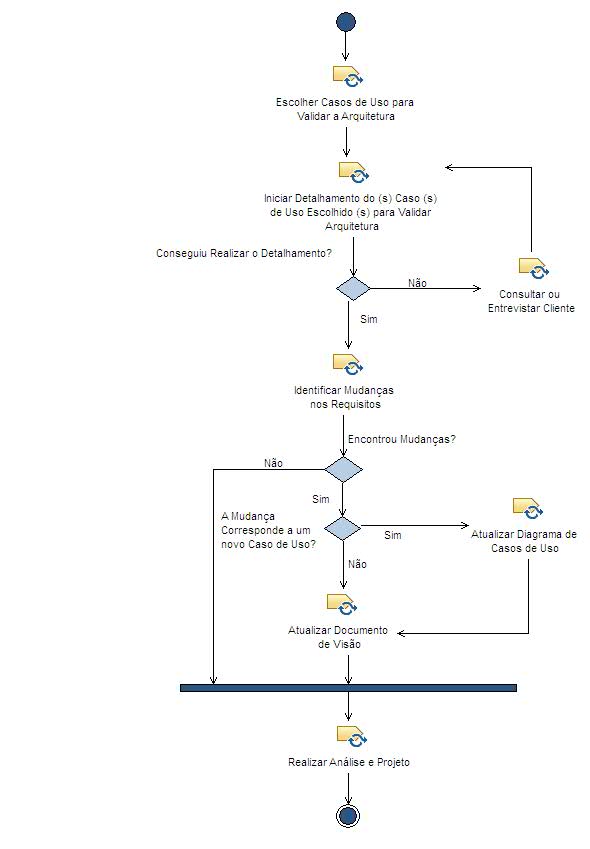 Escolher Casos de Uso para
Validar a Arquitetura
Iniciar Detalhamento do (s) Caso (s)
de Uso Escolhido (s) para Validar
Arquitetura
Conseguiu Realizar o Detalhamento?
Não
Consultar ou
Entrevistar Cliente
Sim
Identificar Mudanças
nos Requisitos
Encontrou Mudanças?
Não
Sim
A Mudança
Corresponde a um
novo Caso de Uso?
Sim
Atualizar Diagrama de
Casos de Uso
Não
Atualizar Documento
de Visão
Realizar Análise e Projeto